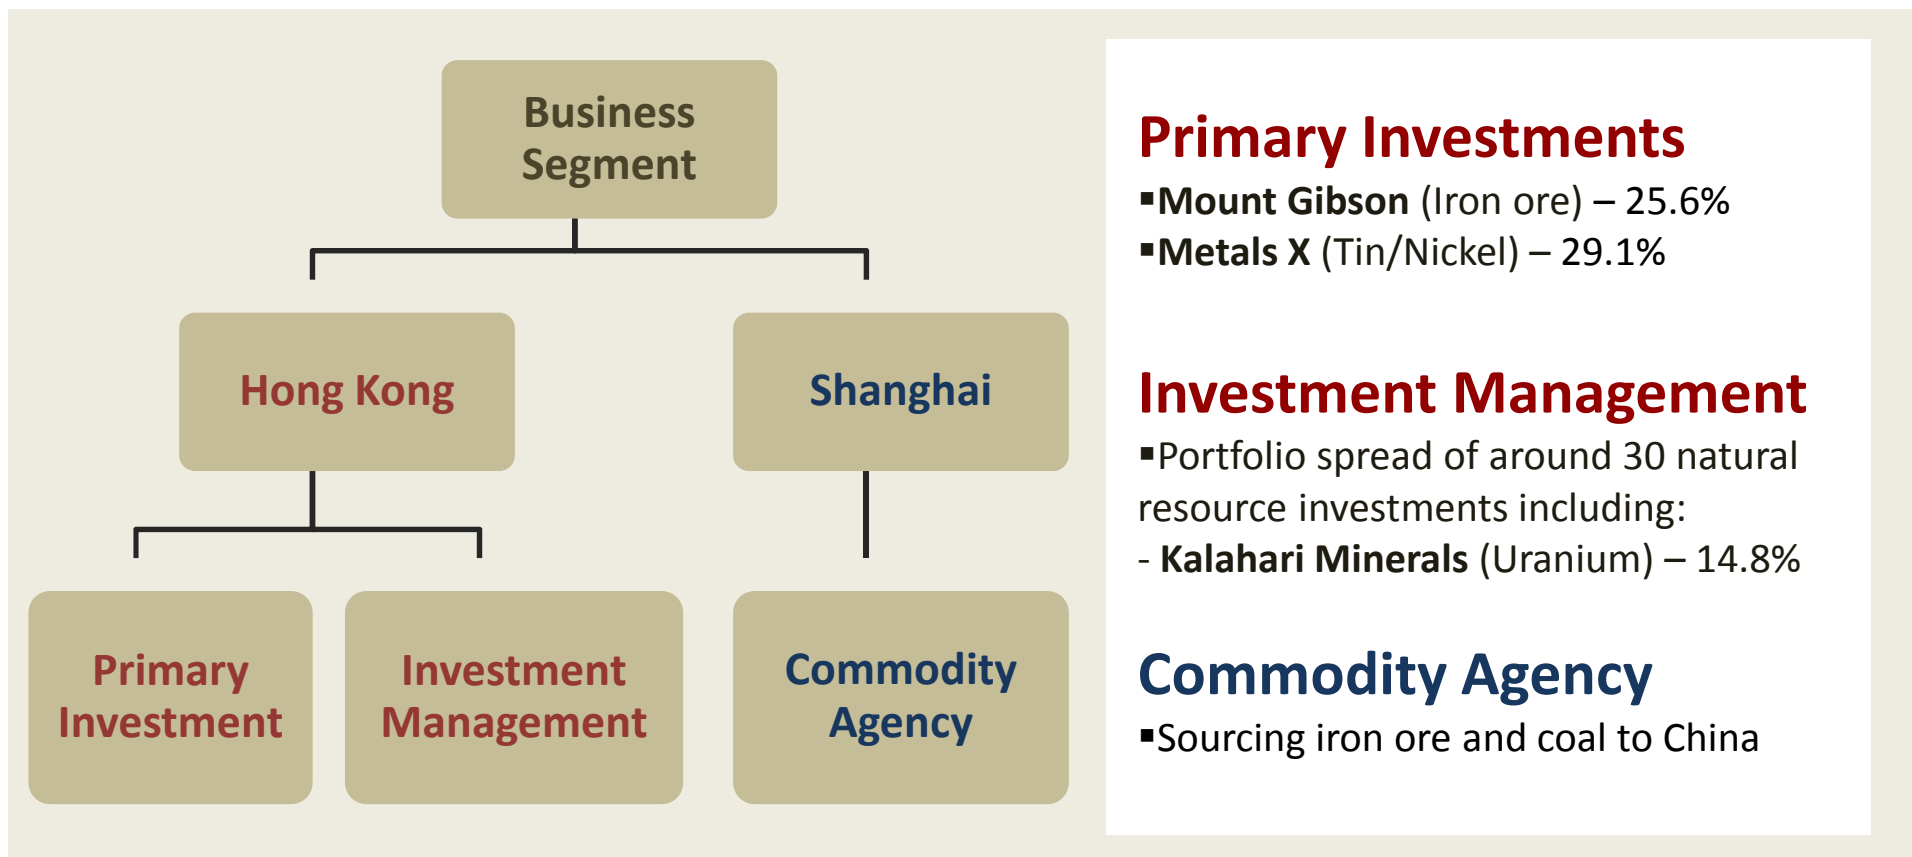 Business
Segment
Hong Kong
Shanghai
Primary
Investment
Investment
Management
Commodity
Agency
Primary Investments
▪Mount Gibson (Iron ore) – 25.6%
▪Metals X (Tin/Nickel) – 29.1%
Investment Management
▪Portfolio spread of around 30 natural
resource investments including:
- Kalahari Minerals (Uranium) – 14.8%
Commodity Agency
▪Sourcing iron ore and coal to China